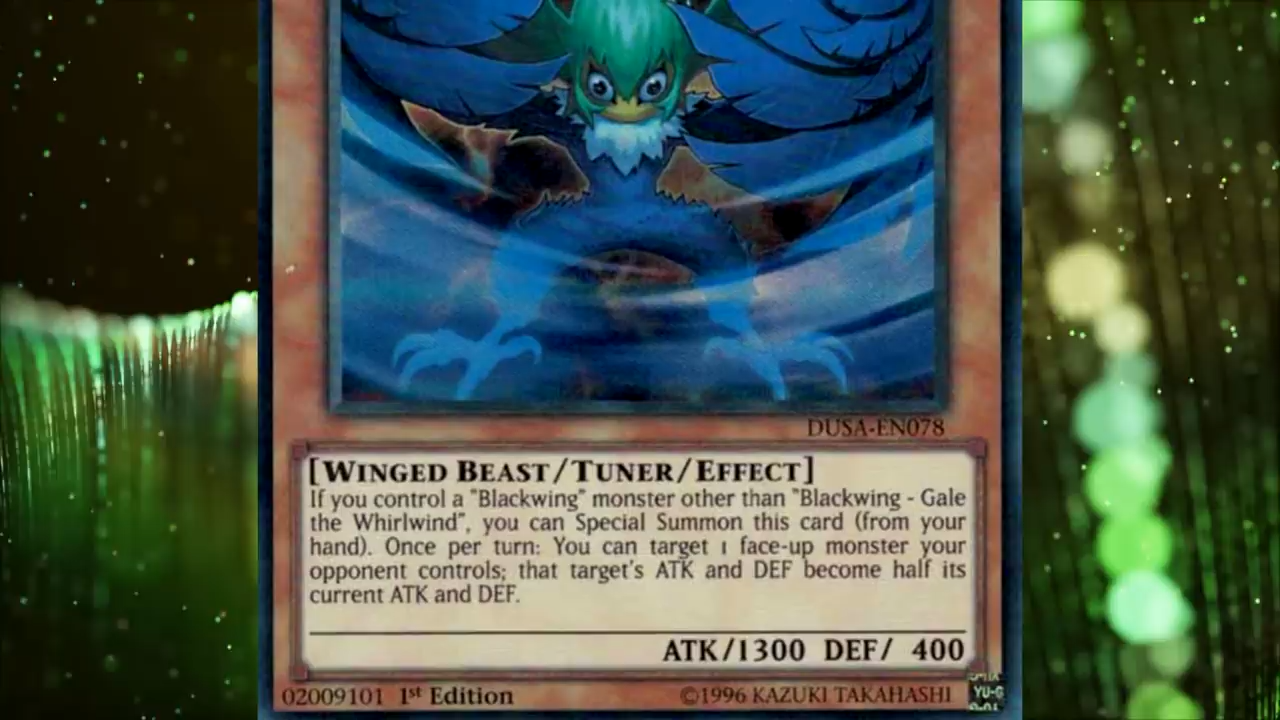 DUSA-EN078
[WINGED BEAST/TUNER/EFFECT]
If you control a "Blackwing" monster other than "Blackwing - Gale
the Whirlwind", you can Special Summon this card (from your
hand). Once per turn: You can target 1 face-up monster your
opponent controls; that target's ATK and DEF become half its
current ATK and DEF.
ATK/1300 DEF/ 400
02009101 1st Edition ©1996 KAZUKI TAKAHASHI
YU-G